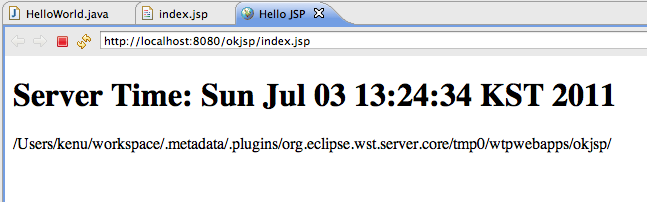 HelloWorld.java index.jsp Hello JSP
http://localhost:8080/okjsp/index.jsp
Server Time: Sun Jul 03 13:24:34 KST 2011
/Users/kenu/workspace/.metadata/.plugins/org.eclipse.wst.server.core/tmp0/wtpwebapps/okjsp/